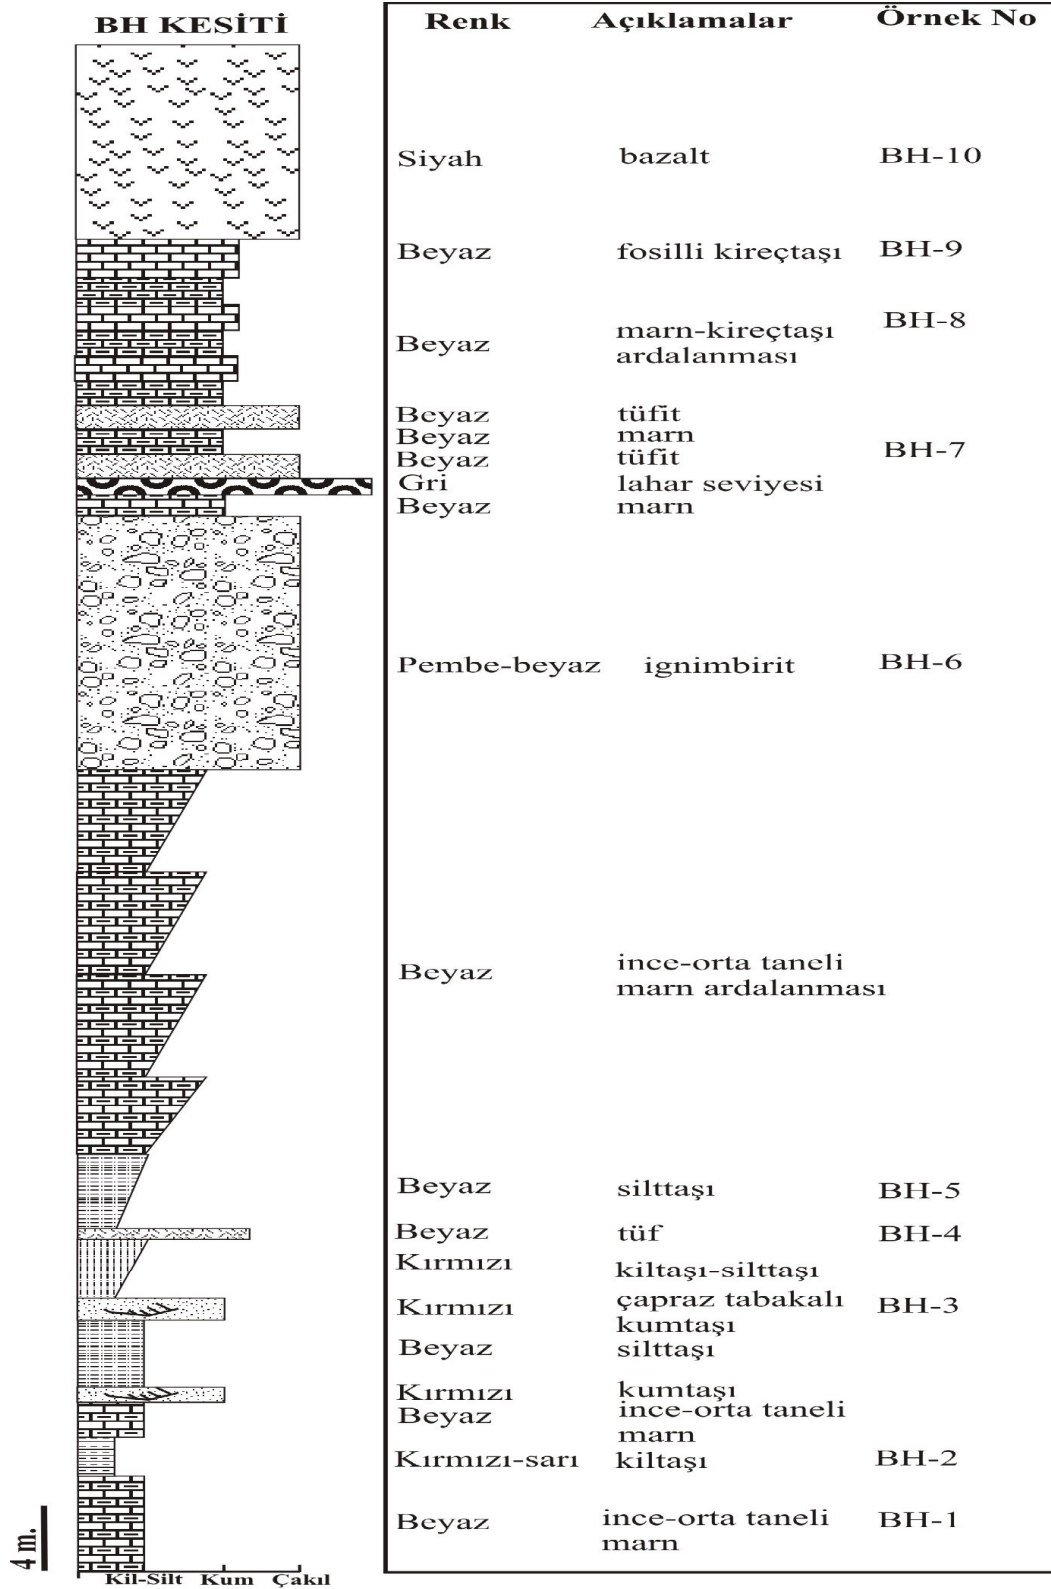 BH KESİTİ
Renk Açıklamalar Örnek No
Siyah bazalt BH-10
Beyaz fosilli kireçtaşı BH-9
BH-8
Beyaz marn-kireçtaşı
ardalanması
Beyaz tüfit
Beyaz marn
Beyaz tüfit BH-7
Gri lahar seviyesi
Beyaz marn
Pembe-beyaz ignimbirit BH-6
Beyaz ince-orta taneli
marn ardalanması
Beyaz silttaşı BH-5
Beyaz tüf BH-4
Kırmızı kiltaşı-silttaşı
Kırmızı çapraz tabakalı BH-3
kumtaşı
Beyaz silttaşı
Kırmızı kumtaşı
Beyaz ince-orta taneli
marn
Kırmızı-sarı kiltaşı BH-2
Beyaz ince-orta taneli BH-1
marn
4 m.
Kil-Silt Kum Çakıl